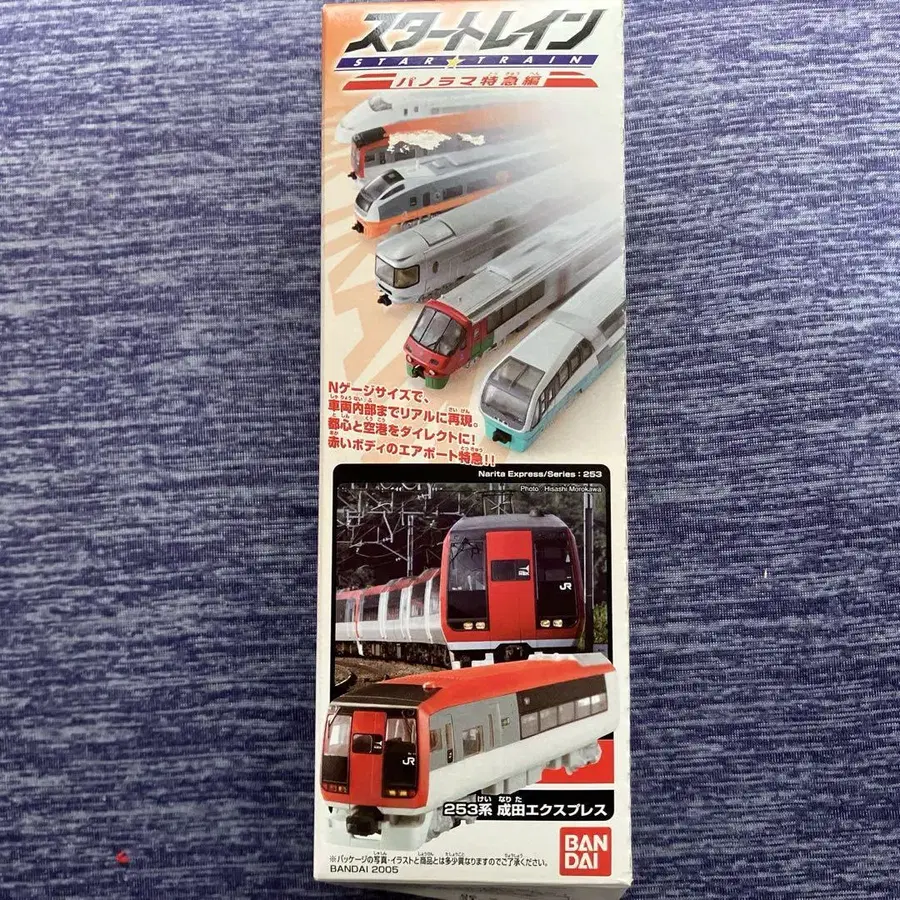 スタートレイン
STAR TRAIN
パノラマ特急編
Nゲージサイズで、
車両内部までリアルに再現。
都心と空港をダイレクトに!
赤いボディのエアポート特急!!
Narita Express/Series : 253
Photo Hisashi Morokawa
JR
JR
253系 成田エクスプレス
※パッケージの写真・イラストと商品とは多少異なりますのでご了承ください。
BANDAI 2005
BAN
DAI